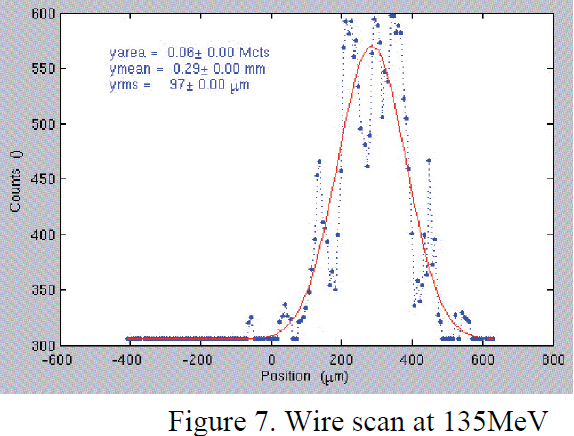 600
yarea = 0.06± 0.00 Mcts
ymean = 0.29± 0.00 mm
yrms = 97± 0.00 µm
550
500
450
400
350
300
Counts ()
-600 -400 -200 0 200 400 600 800
Position (µm)
Figure 7. Wire scan at 135MeV